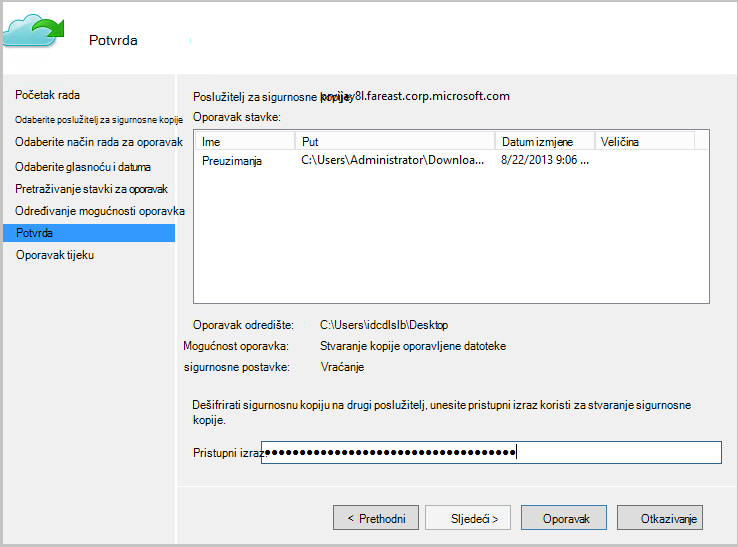 Potvrda
Početak rada
Odaberite poslužitelj za sigurnosne kopije
Odaberite način rada za oporavak
Odaberite glasnoću i datuma
Pretraživanje stavki za oporavak
Određivanje mogućnosti oporavka
Potvrda
Oporavak tijeku
Poslužitelj za sigurnosne kopije fareast.corp.microsoft.com
Oporavak stavke:
Ime Put Datum izmjene Veličina
Preuzimanja C:\Users\Administrator\Downloa... 8/22/2013 9:06 ...
Oporavak odredište: C:\Users\idcdlslb\Desktop
Mogućnost oporavka: Stvaranje kopije oporavljene datoteke
sigurnosne postavke: Vraćanje
Dešifrirati sigurnosnu kopiju na drugi poslužitelj, unesite pristupni izraz koristi za stvaranje sigurnosne
kopije.
Pristupni izraz:
< Prethodni Sljedeći > Oporavak Otkazivanje